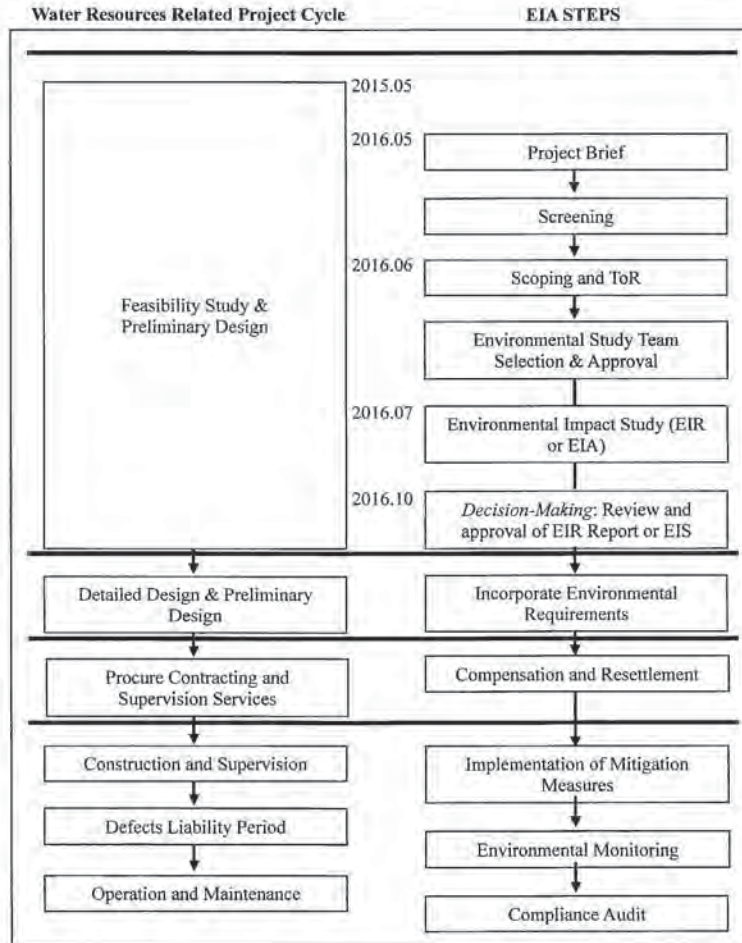 Water Resources Related Project Cycle
EIA STEPS
2015.05
2016.05
Project Brief
Screening
2016.06
Scoping and ToR
Feasibility Study &
Preliminary Design
Environmental Study Team
Selection & Approval
2016.07
Environmental Impact Study (EIR
or EIA)
2016.10
Decision-Making: Review and
approval of EIR Report or EIS
Detailed Design & Preliminary
Design
Incorporate Environmental
Requirements
Procure Contracting and
Supervision Services
Compensation and Resettlement
Construction and Supervision
Implementation of Mitigation
Measures
Defects Liability Period
Environmental Monitoring
Operation and Maintenance
Compliance Audit